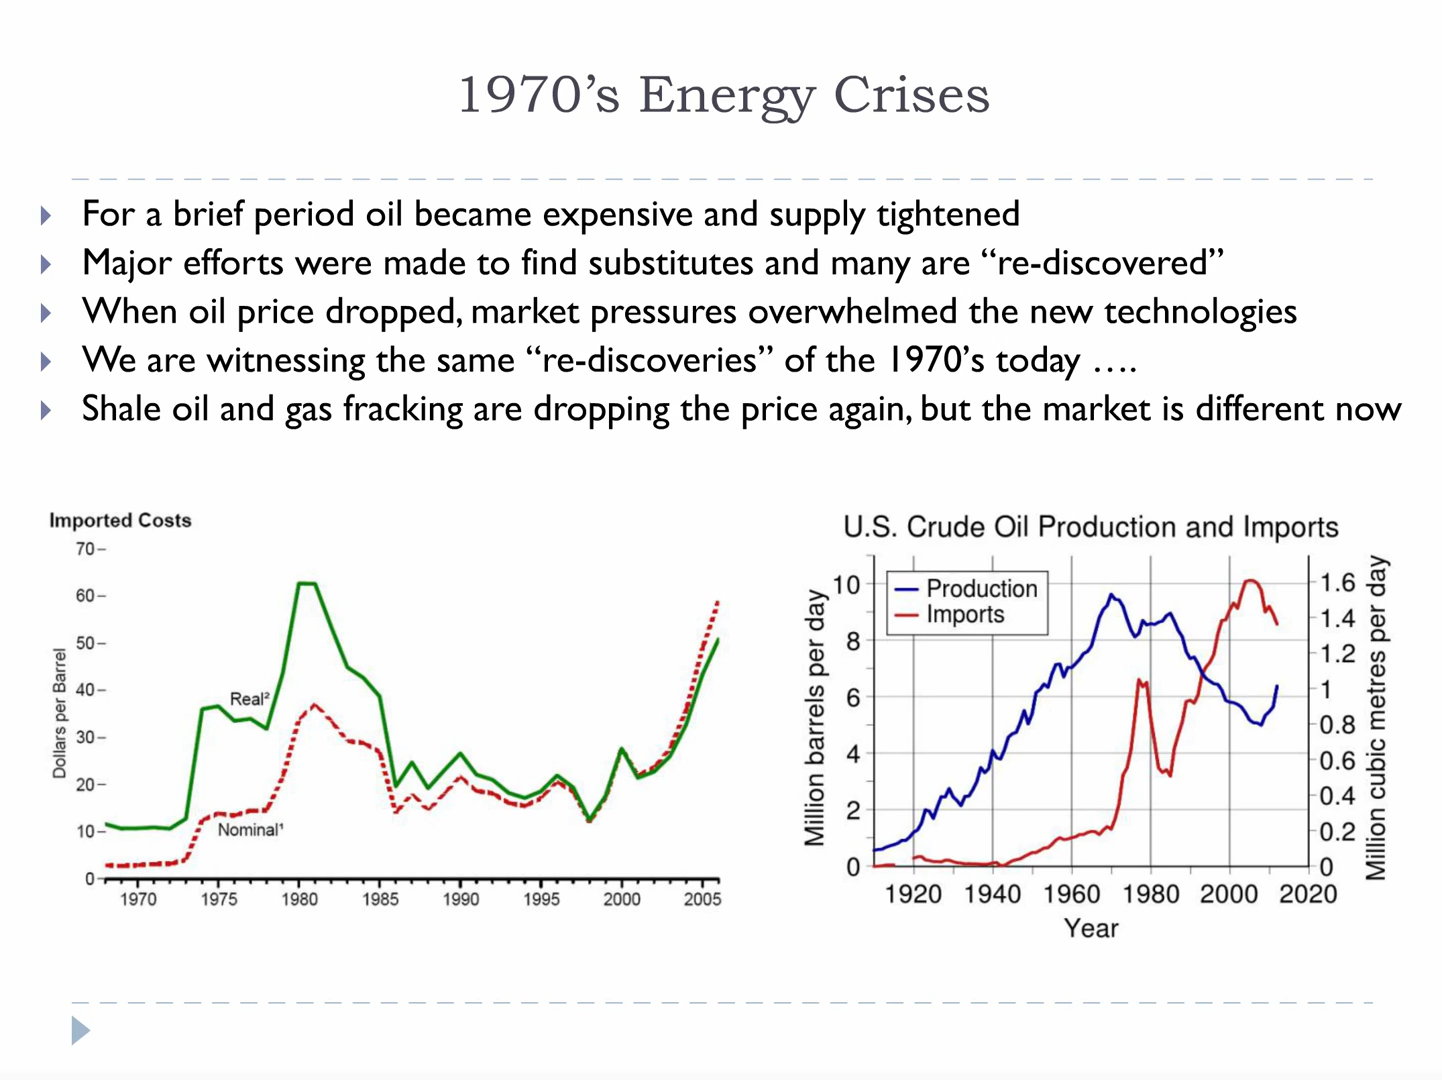 1970’s Energy Crises
For a brief period oil became expensive and supply tightened
Major efforts were made to find substitutes and many are “re-discovered”
When oil price dropped, market pressures overwhelmed the new technologies
We are witnessing the same “re-discoveries” of the 1970’s today ….
Shale oil and gas fracking are dropping the price again, but the market is different now
Imported Costs
70
60
50
40
30
20
10
0
Dollars per Barrel
Real²
Nominal¹
1970 1975 1980 1985 1990 1995 2000 2005
U.S. Crude Oil Production and Imports
Production
Imports
Million barrels per day
10
8
6
4
2
0
1.6
1.4
1.2
1
0.8
0.6
0.4
0.2
0
Million cubic metres per day
1920 1940 1960 1980 2000 2020
Year